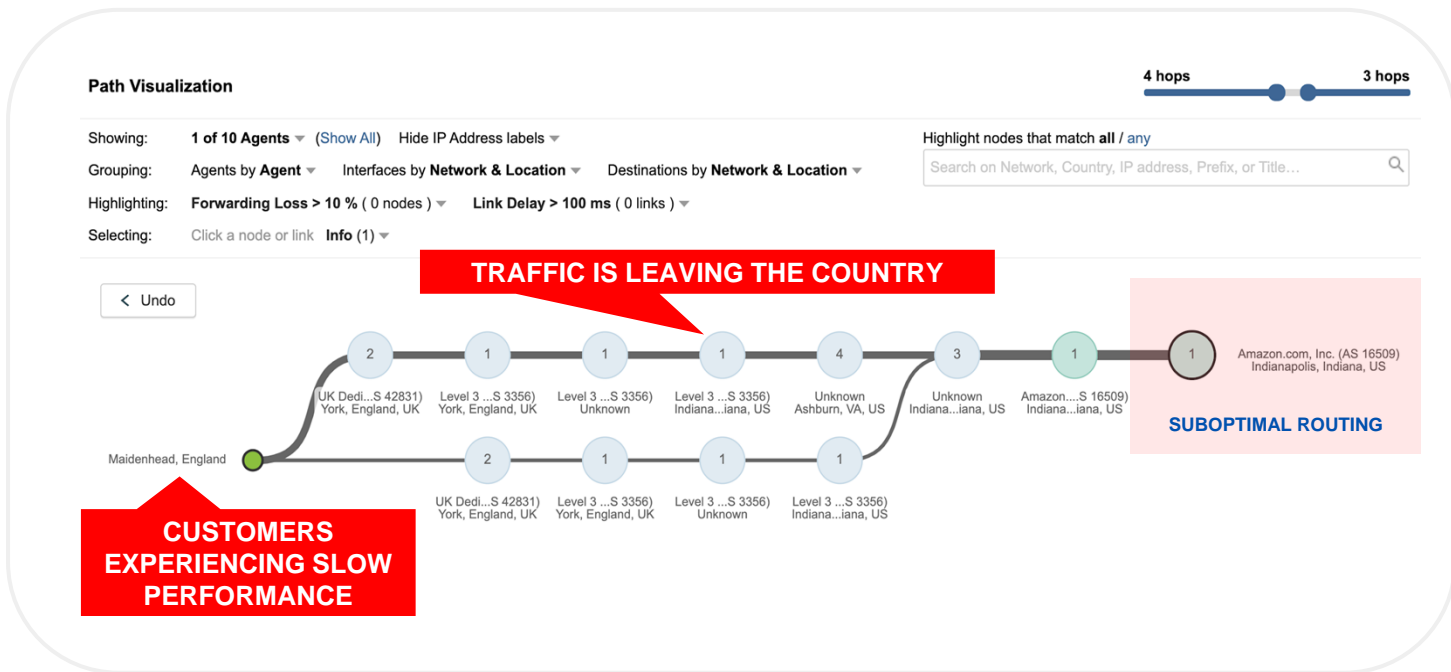 Path Visualization
4 hops 3 hops
Showing: 1 of 10 Agents (Show All) Hide IP Address labels
Highlight nodes that match all / any
Grouping: Agents by Agent Interfaces by Network & Location Destinations by Network & Location
Search on Network, Country, IP address, Prefix, or Title...
Highlighting: Forwarding Loss > 10 % ( 0 nodes ) Link Delay > 100 ms ( 0 links )
Selecting: Click a node or link Info (1)
TRAFFIC IS LEAVING THE COUNTRY
< Undo
2 1 1 1 4 3 1 1
Amazon.com, Inc. (AS 16509)
Indianapolis, Indiana, US
UK Dedi...S 42831) Level 3 ...S 3356) Level 3 ...S 3356) Level 3 ...S 3356) Unknown Unknown Amazon....S 16509)
York, England, UK York, England, UK Unknown Indiana...iana, US Ashburn, VA, US Indiana...iana, US Indiana...iana, US
SUBOPTIMAL ROUTING
Maidenhead, England
2 1 1 1
UK Dedi...S 42831) Level 3 ...S 3356) Level 3 ...S 3356) Level 3 ...S 3356)
York, England, UK York, England, UK Unknown Indiana...iana, US
CUSTOMERS
EXPERIENCING SLOW
PERFORMANCE